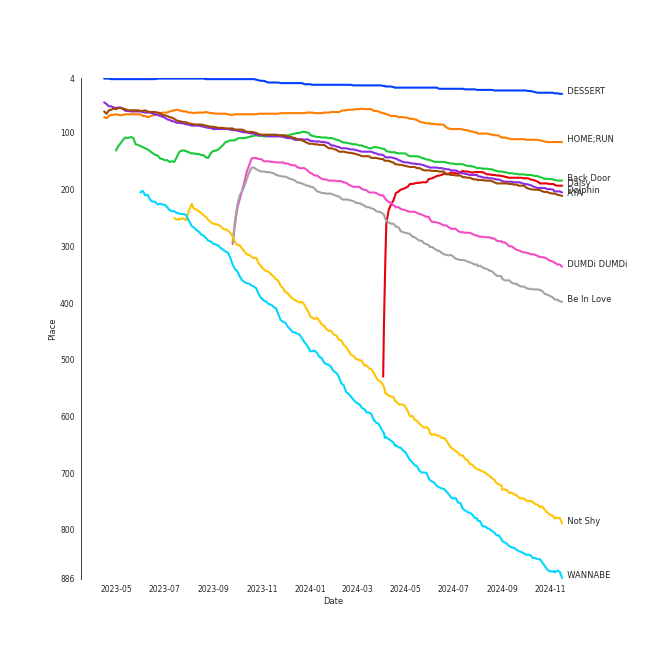 4
100
200
300
400
500
600
700
800
886
Place
2023-05
2023-07
2023-09
2023-11
2024-01
2024-03
2024-05
2024-07
2024-09
2024-11
Date
DESSERT
HOME;RUN
Back Door
Daisy
Dolphin
DUMDi DUMDi
Be In Love
Not Shy
WANNABE